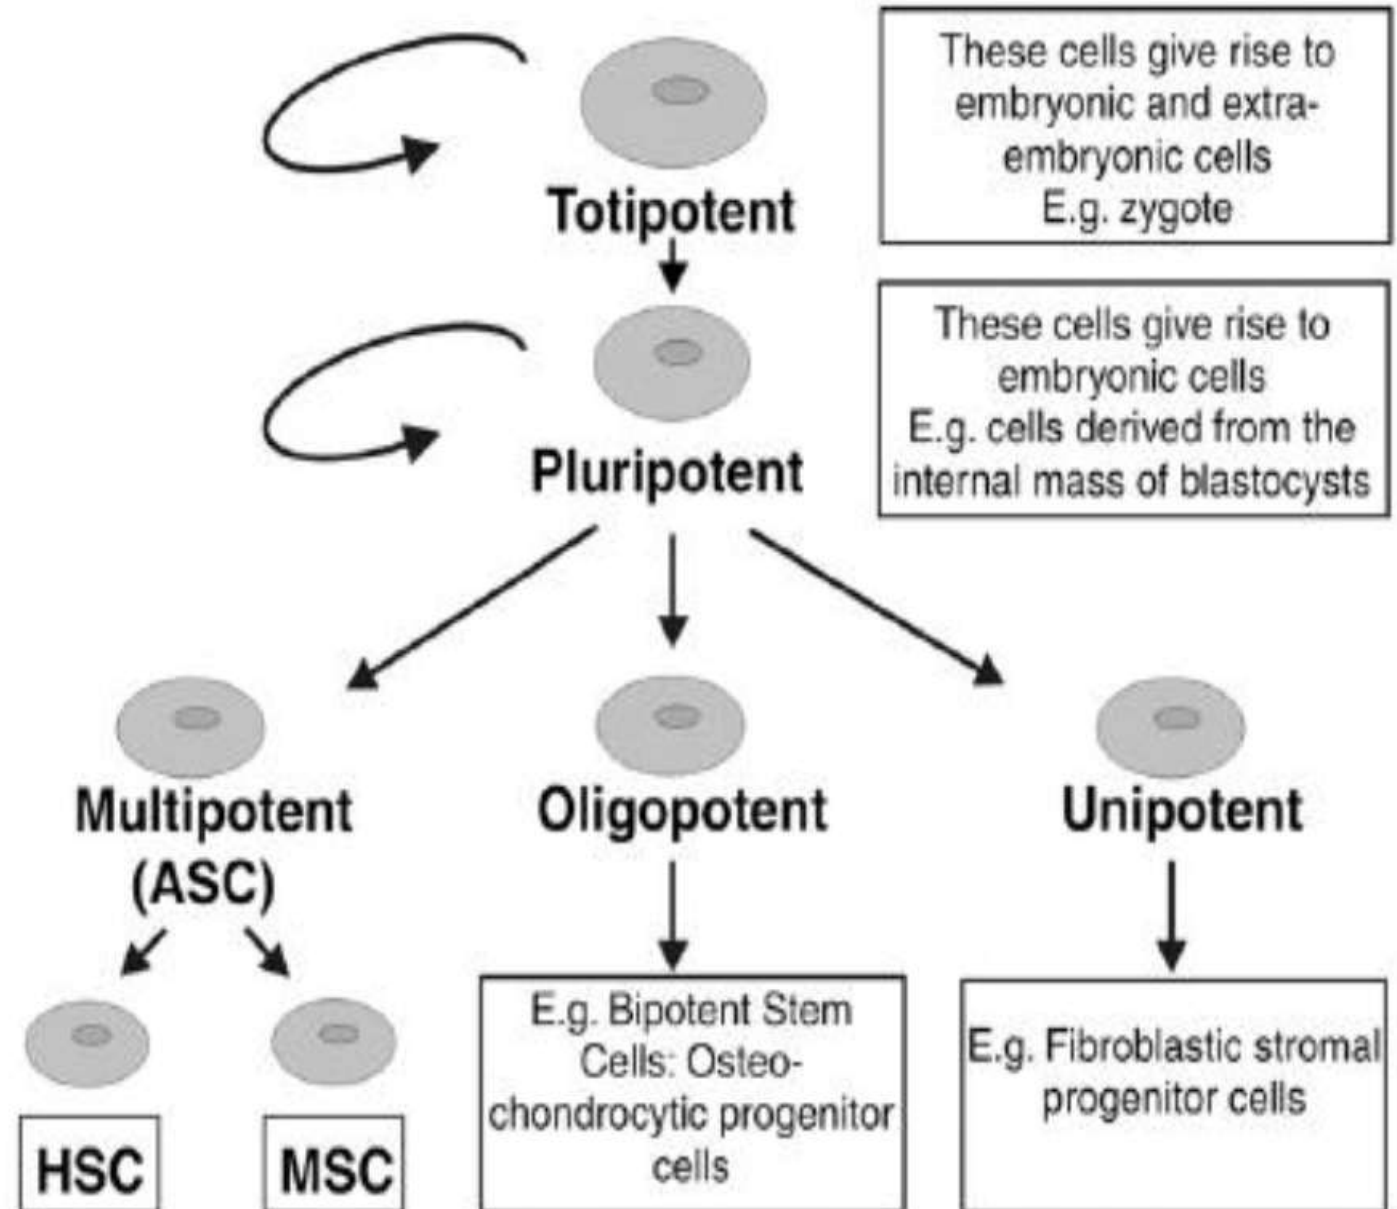 These cells give rise to
embryonic and extra-
embryonic cells
E.g. zygote
Totipotent
These cells give rise to
embryonic cells
E.g. cells derived from the
internal mass of blastocysts
Pluripotent
Multipotent
(ASC)
Oligopotent
Unipotent
HSC
MSC
E.g. Bipotent Stem
Cells: Osteo-
chondrocytic progenitor
cells
E.g. Fibroblastic stromal
progenitor cells